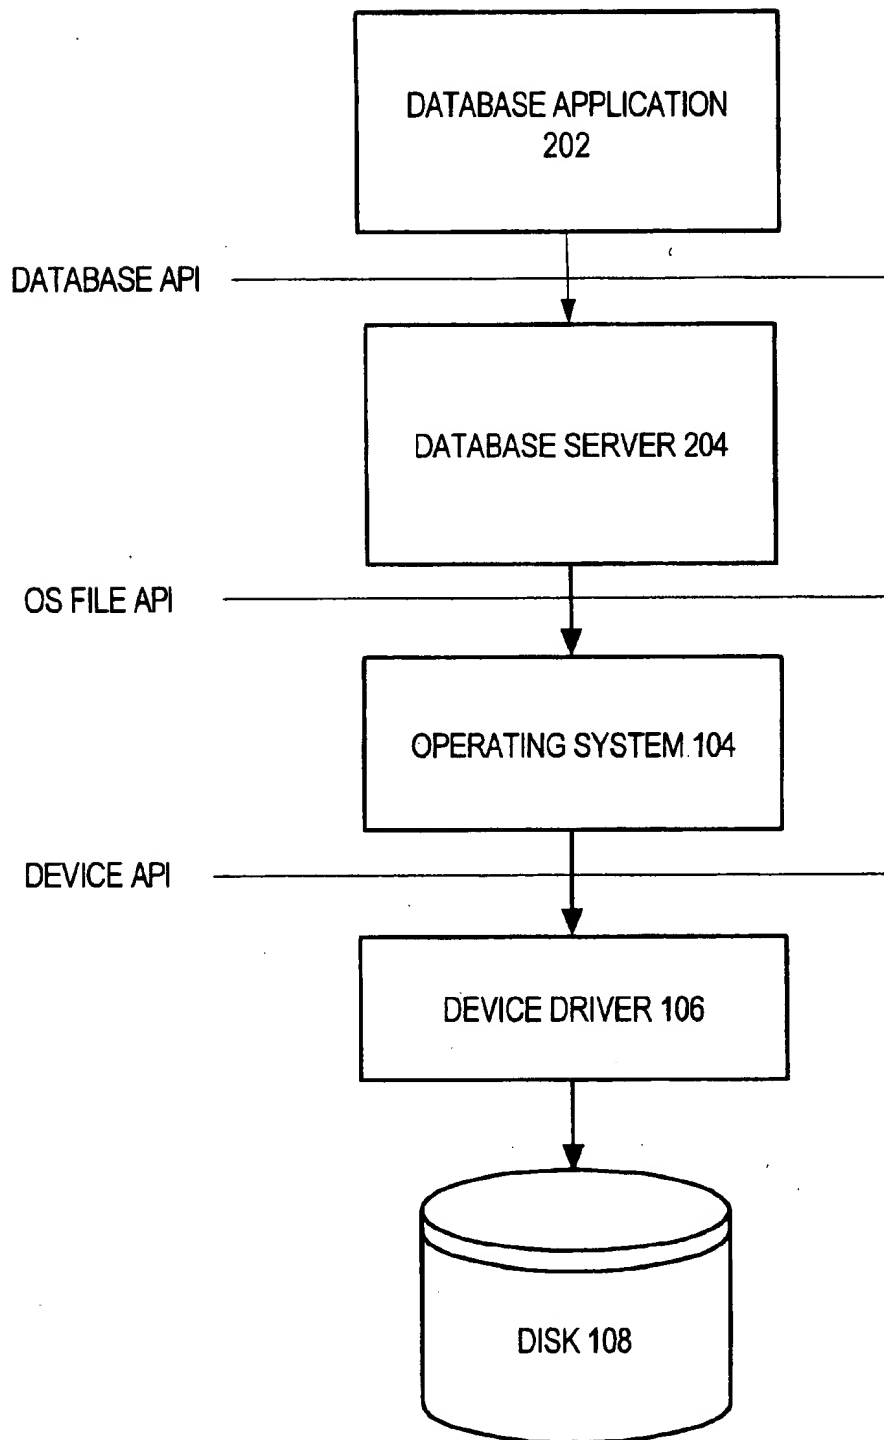 DATABASE APPLICATION
202
DATABASE API
DATABASE SERVER 204
OS FILE API
OPERATING SYSTEM 104
DEVICE API
DEVICE DRIVER 106
DISK 108